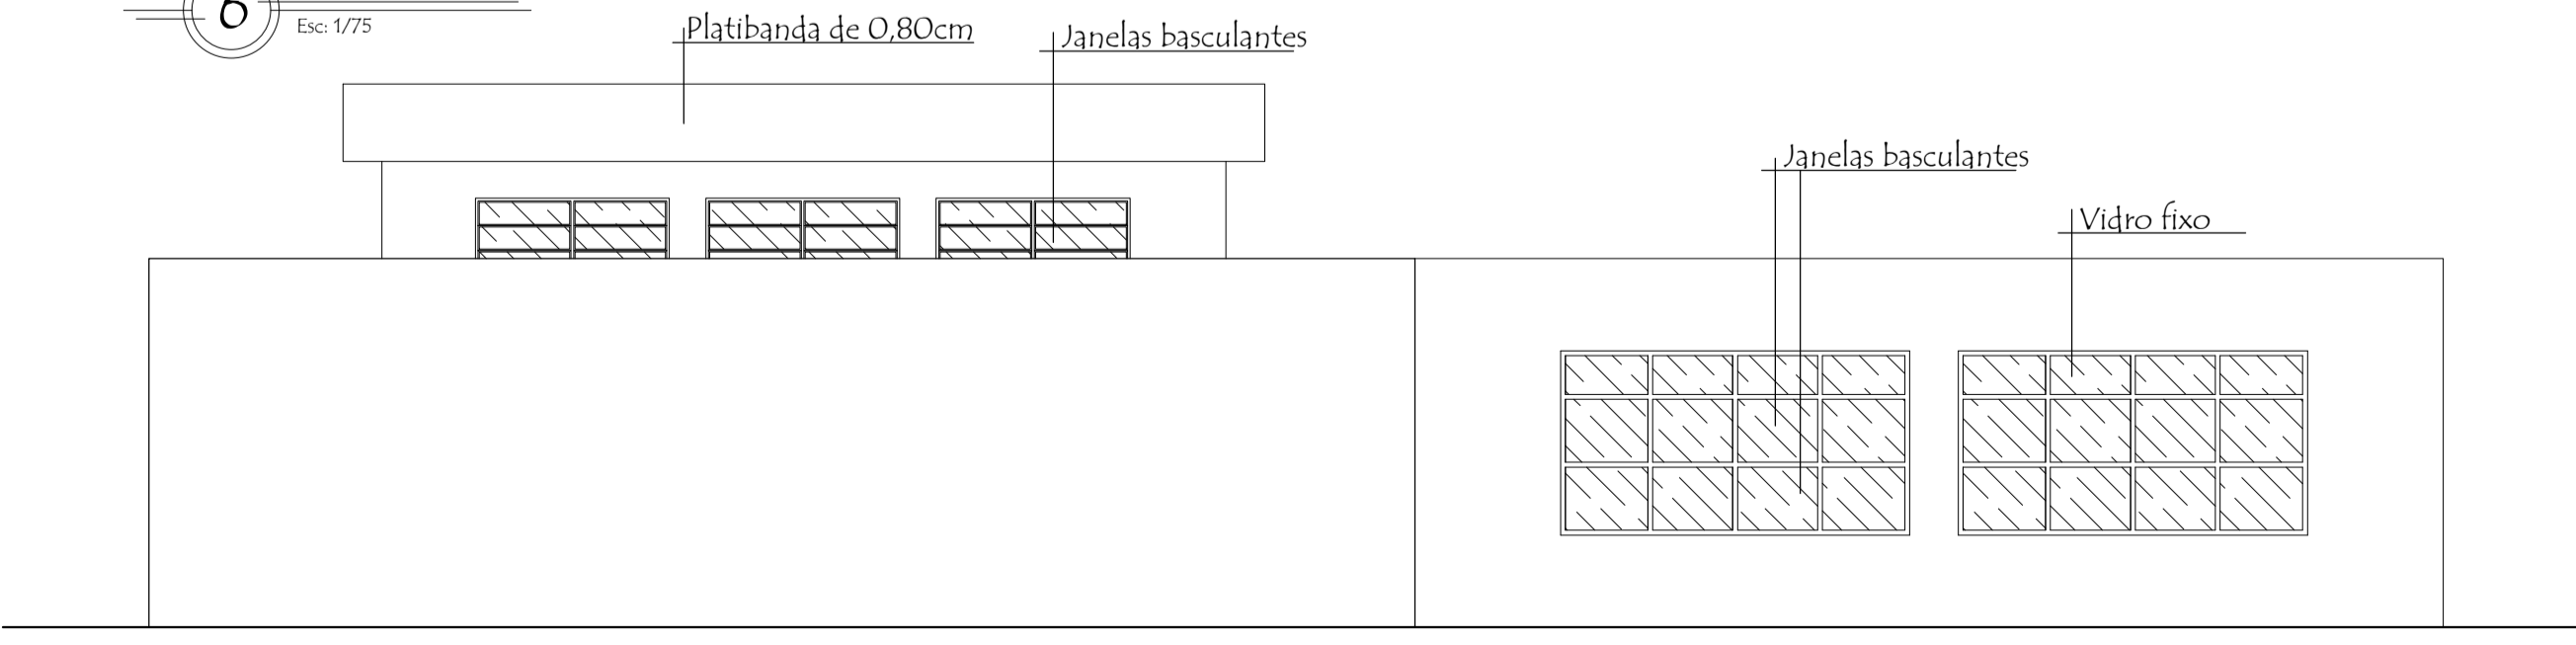 6
Esc: 1/75
Platibanda de 0,80cm
Janelas basculantes
Janelas basculantes
Vidro fixo